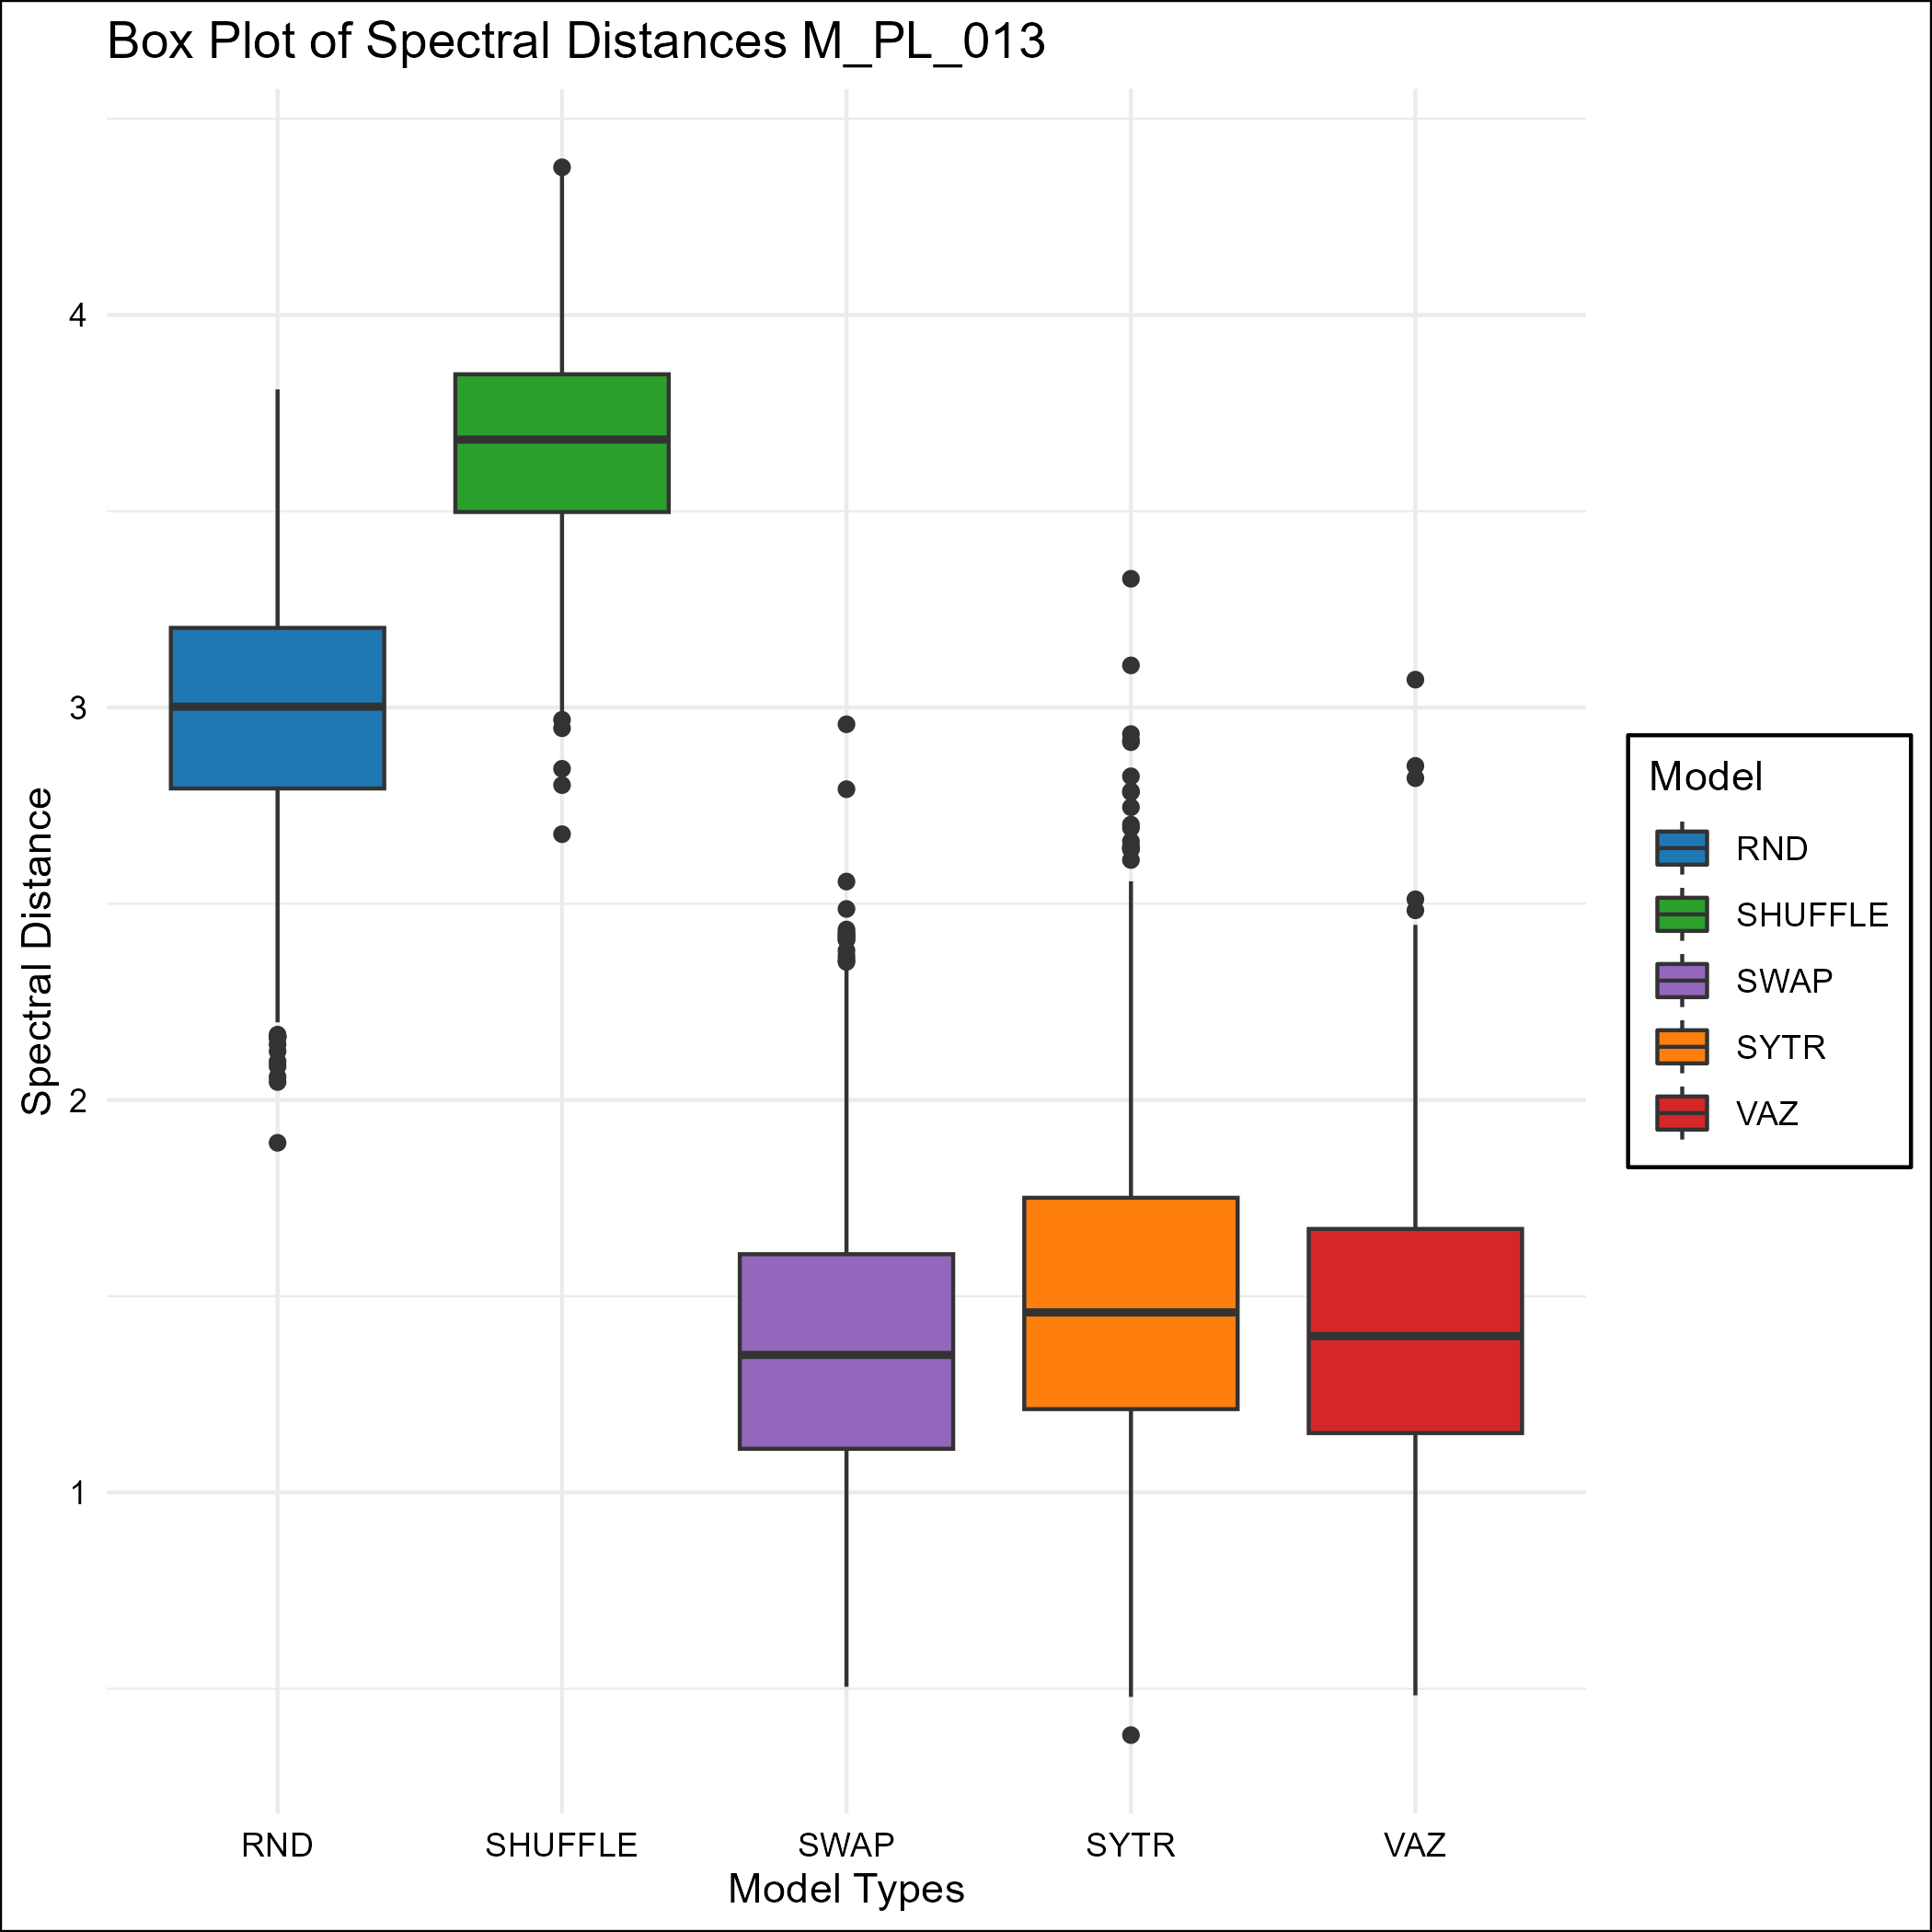 Box Plot of Spectral Distances M_PL_013
Spectral Distance
4
3
2
1
RND
SHUFFLE
SWAP
SYTR
VAZ
Model Types
Model
RND
SHUFFLE
SWAP
SYTR
VAZ